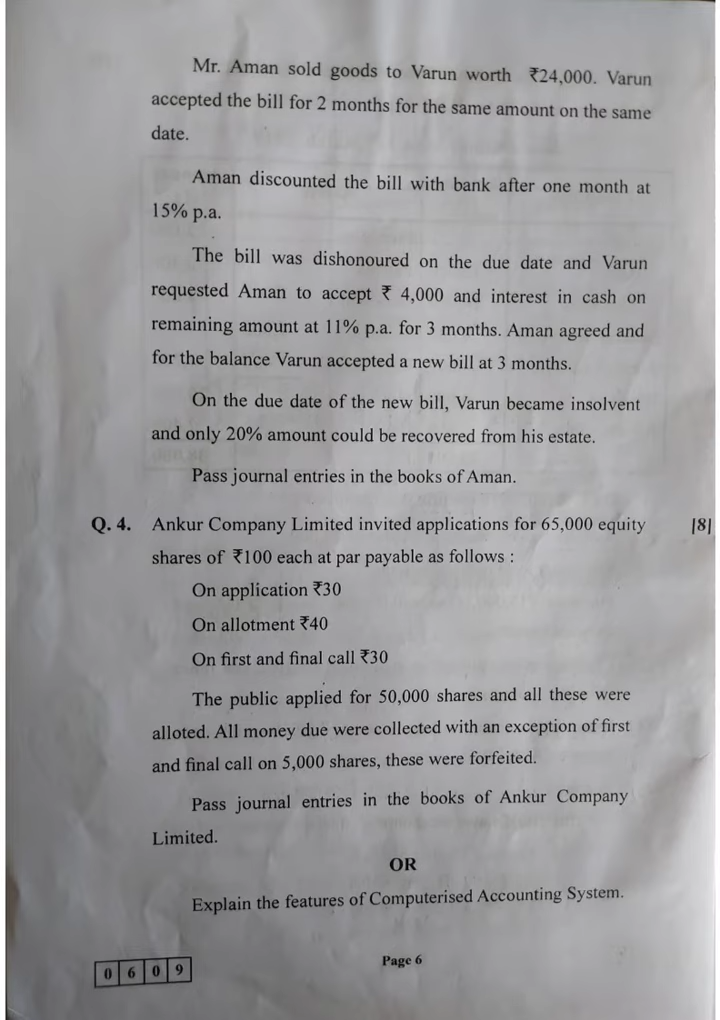 Mr. Aman sold goods to Varun worth ₹24,000. Varun
accepted the bill for 2 months for the same amount on the same
date.
Aman discounted the bill with bank after one month at
15% p.a.
The bill was dishonoured on the due date and Varun
requested Aman to accept ₹ 4,000 and interest in cash on
remaining amount at 11% p.a. for 3 months. Aman agreed and
for the balance Varun accepted a new bill at 3 months.
On the due date of the new bill, Varun became insolvent
and only 20% amount could be recovered from his estate.
Pass journal entries in the books of Aman.
Q. 4. Ankur Company Limited invited applications for 65,000 equity [8]
shares of ₹100 each at par payable as follows :
On application ₹30
On allotment ₹40
On first and final call ₹30
The public applied for 50,000 shares and all these were
alloted. All money due were collected with an exception of first
and final call on 5,000 shares, these were forfeited.
Pass journal entries in the books of Ankur Company
Limited.
OR
Explain the features of Computerised Accounting System.
0 6 0 9 Page 6